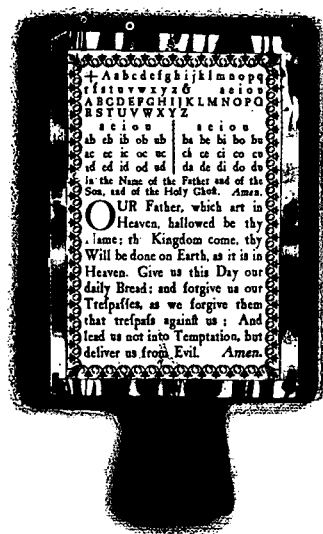 + A a b c d e f g h i j k l m n o p q
r ſ s t u v w x y z & a e i o u
A B C D E F G H I J K L M N O P Q
R S T U V W X Y Z
a e i o u a e i o u
ab eb ib ob ub ba be bi bo bu
ac ec ic oc uc ca ce ci co cu
ad ed id od ud da de di do du
In the Name of the Father and of the
Son, and of the Holy Ghoſt. Amen.
OUR Father, which art in
Heaven, hallowed be thy
Name; thy Kingdom come, thy
Will be done on Earth, as it is in
Heaven. Give us this Day our
daily Bread; and forgive us our
Treſpaſſes, as we forgive them
that treſpaſs againſt us: And
lead us not into Temptation, but
deliver us from Evil. Amen.